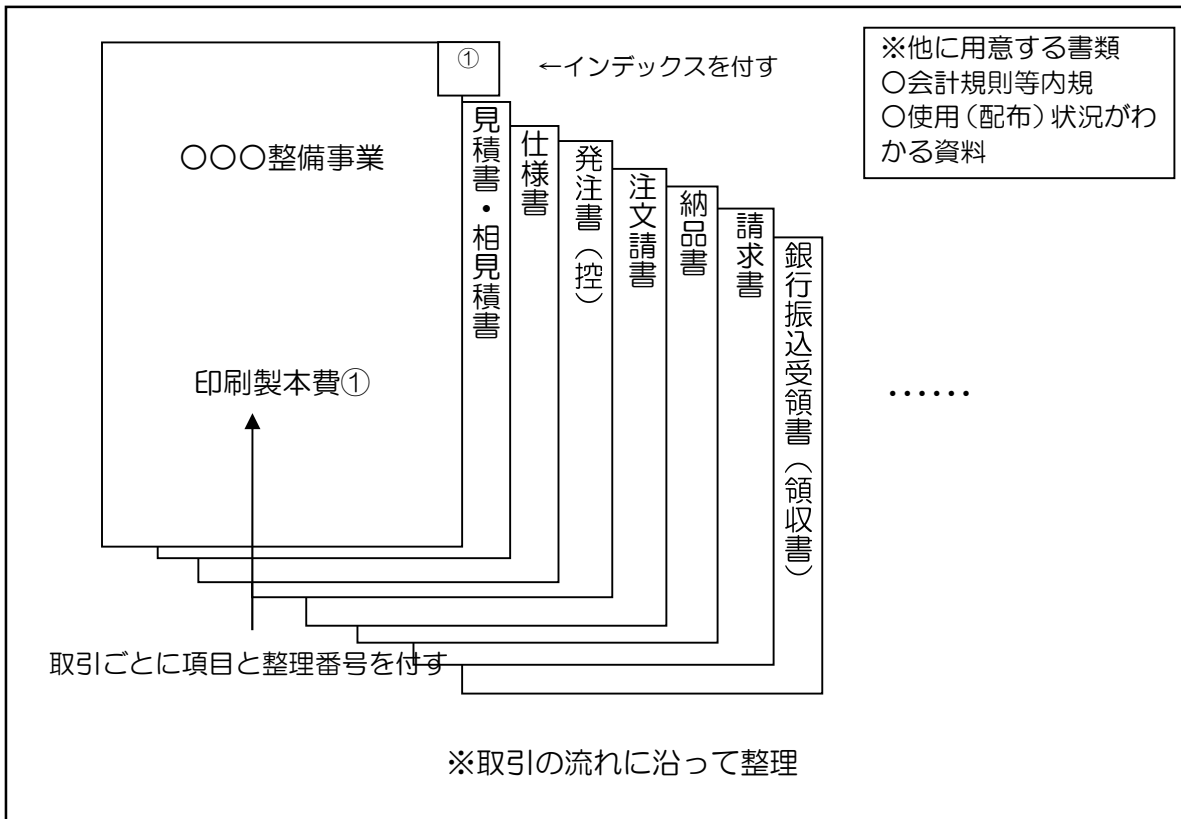 ①
←インデックスを付す
※他に用意する書類
○会計規則等内規
○使用(配布)状況がわ
かる資料
○○○整備事業
印刷製本費①
見積書・相見積書
仕様書
発注書(控)
注文請書
納品書
請求書
銀行振込受領書(領収書)
……
取引ごとに項目と整理番号を付す
※取引の流れに沿って整理